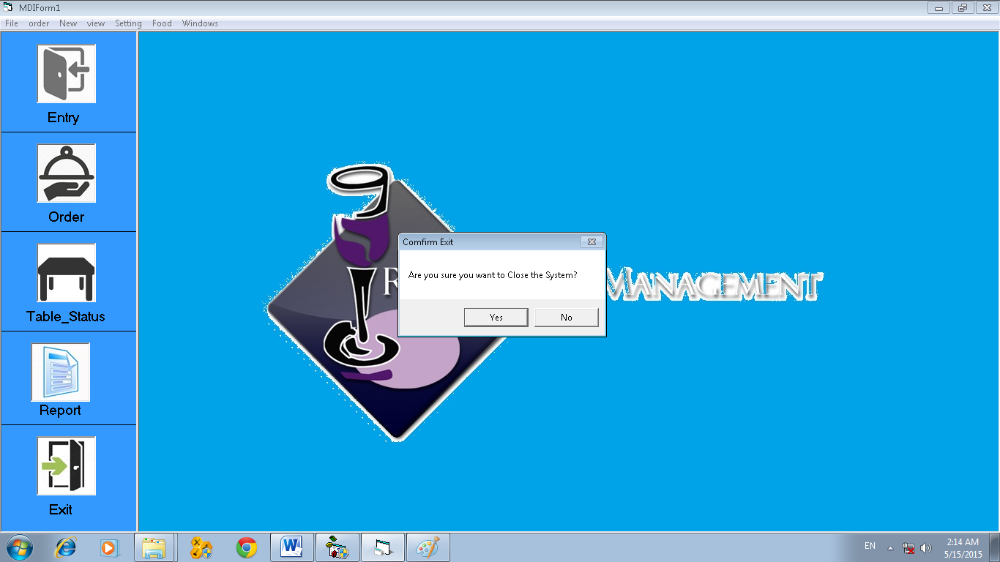 MDIForm1
File order New view Setting Food Windows
Entry
Order
Table_Status
Report
Exit
R
MANAGEMENT
Comfirm Exit
Are you sure you want to Close the System?
Yes No
EN
2:14 AM
5/15/2015